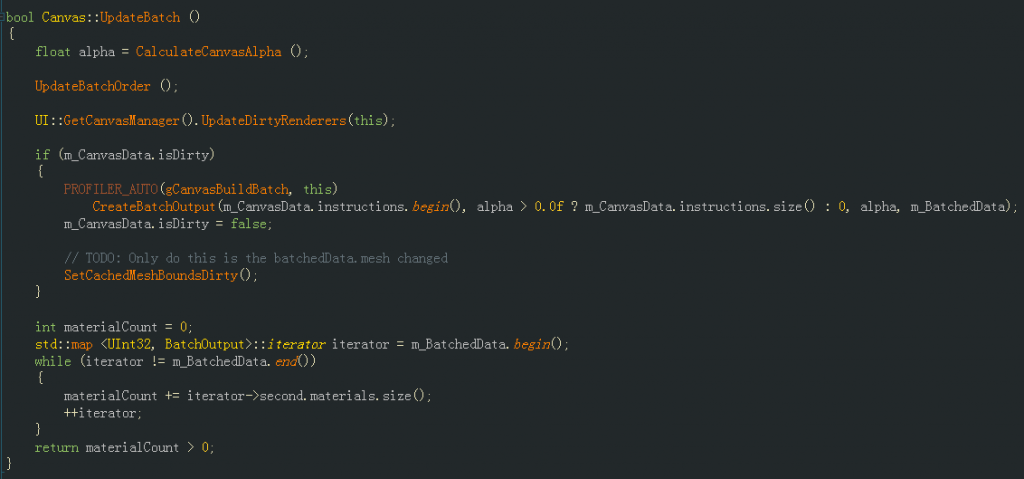 bool Canvas::UpdateBatch ()
{
float alpha = CalculateCanvasAlpha ();
UpdateBatchOrder ();
UI::GetCanvasManager().UpdateDirtyRenderers(this);
if (m_CanvasData.isDirty)
{
PROFILER_AUTO(gCanvasBuildBatch, this)
CreateBatchOutput(m_CanvasData.instructions.begin(), alpha > 0.0f ? m_CanvasData.instructions.size() : 0, alpha, m_BatchedData);
m_CanvasData.isDirty = false;
// TODO: Only do this is the batchedData.mesh changed
SetCachedMeshBoundsDirty();
}
int materialCount = 0;
std::map <UInt32, BatchOutput>::iterator iterator = m_BatchedData.begin();
while (iterator != m_BatchedData.end())
{
materialCount += iterator->second.materials.size();
++iterator;
}
return materialCount > 0;
}